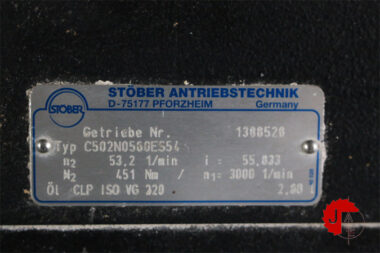 STÖBER ANTRIEBSTECHNIK
D-75177 PFORZHEIM Germany
STÖBER
Getriebe Nr. 1388528
Typ C502N0560ES54
n2 53,2 1/min i : 55,833
M2 451 Nm / n1= 3000 1/min
Öl CLP ISO VG 220 2,80